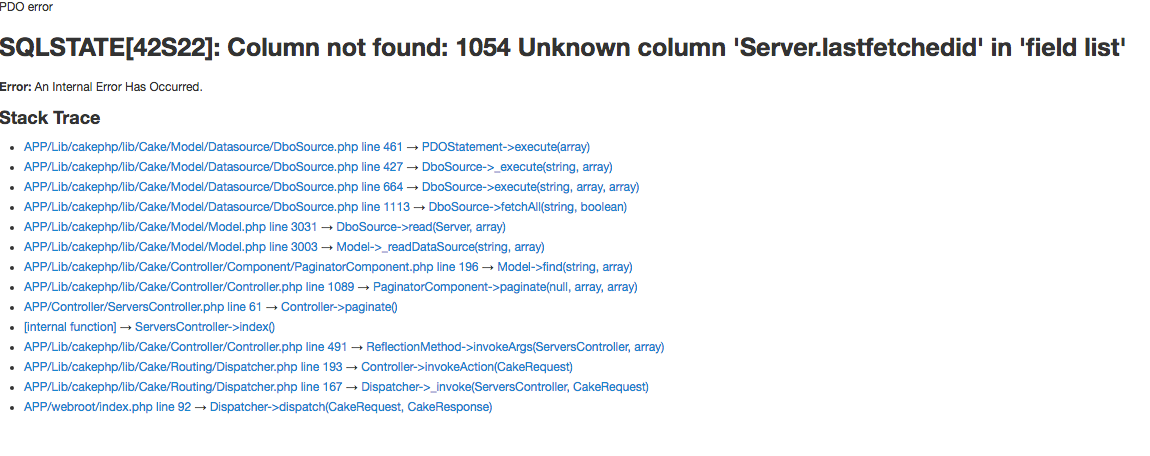 PDO error
SQLSTATE[42S22]: Column not found: 1054 Unknown column 'Server.lastfetchedid' in 'field list'
Error: An Internal Error Has Occurred.
Stack Trace
• APP/Lib/cakephp/lib/Cake/Model/Datasource/DboSource.php line 461 → PDOStatement->execute(array)
• APP/Lib/cakephp/lib/Cake/Model/Datasource/DboSource.php line 427 → DboSource->_execute(string, array)
• APP/Lib/cakephp/lib/Cake/Model/Datasource/DboSource.php line 664 → DboSource->execute(string, array, array)
• APP/Lib/cakephp/lib/Cake/Model/Datasource/DboSource.php line 1113 → DboSource->fetchAll(string, boolean)
• APP/Lib/cakephp/lib/Cake/Model/Model.php line 3031 → DboSource->read(Server, array)
• APP/Lib/cakephp/lib/Cake/Model/Model.php line 3003 → Model->_readDataSource(string, array)
• APP/Lib/cakephp/lib/Cake/Controller/Component/PaginatorComponent.php line 196 → Model->find(string, array)
• APP/Lib/cakephp/lib/Cake/Controller/Controller.php line 1089 → PaginatorComponent->paginate(null, array, array)
• APP/Controller/ServersController.php line 61 → Controller->paginate()
• [internal function] → ServersController->index()
• APP/Lib/cakephp/lib/Cake/Controller/Controller.php line 491 → ReflectionMethod->invokeArgs(ServersController, array)
• APP/Lib/cakephp/lib/Cake/Routing/Dispatcher.php line 193 → Controller->invokeAction(CakeRequest)
• APP/Lib/cakephp/lib/Cake/Routing/Dispatcher.php line 167 → Dispatcher->_invoke(ServersController, CakeRequest)
• APP/webroot/index.php line 92 → Dispatcher->dispatch(CakeRequest, CakeResponse)